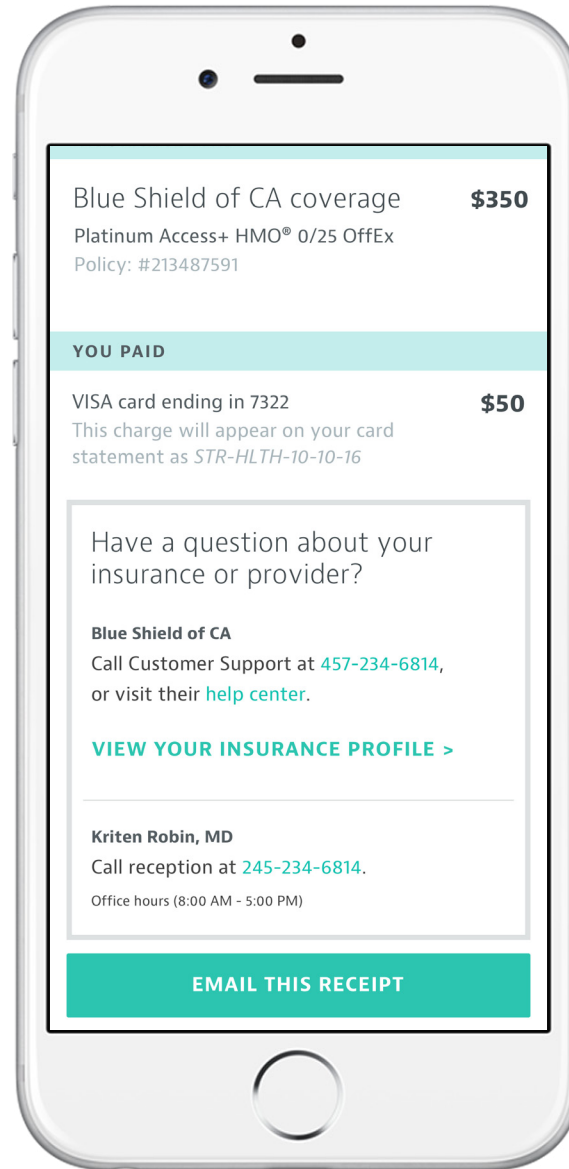 Blue Shield of CA coverage $350
Platinum Access+ HMO® 0/25 OffEx
Policy: #213487591
YOU PAID
VISA card ending in 7322 $50
This charge will appear on your card
statement as STR-HLTH-10-10-16
Have a question about your
insurance or provider?
Blue Shield of CA
Call Customer Support at 457-234-6814,
or visit their help center.
VIEW YOUR INSURANCE PROFILE >
Kriten Robin, MD
Call reception at 245-234-6814.
Office hours (8:00 AM - 5:00 PM)
EMAIL THIS RECEIPT